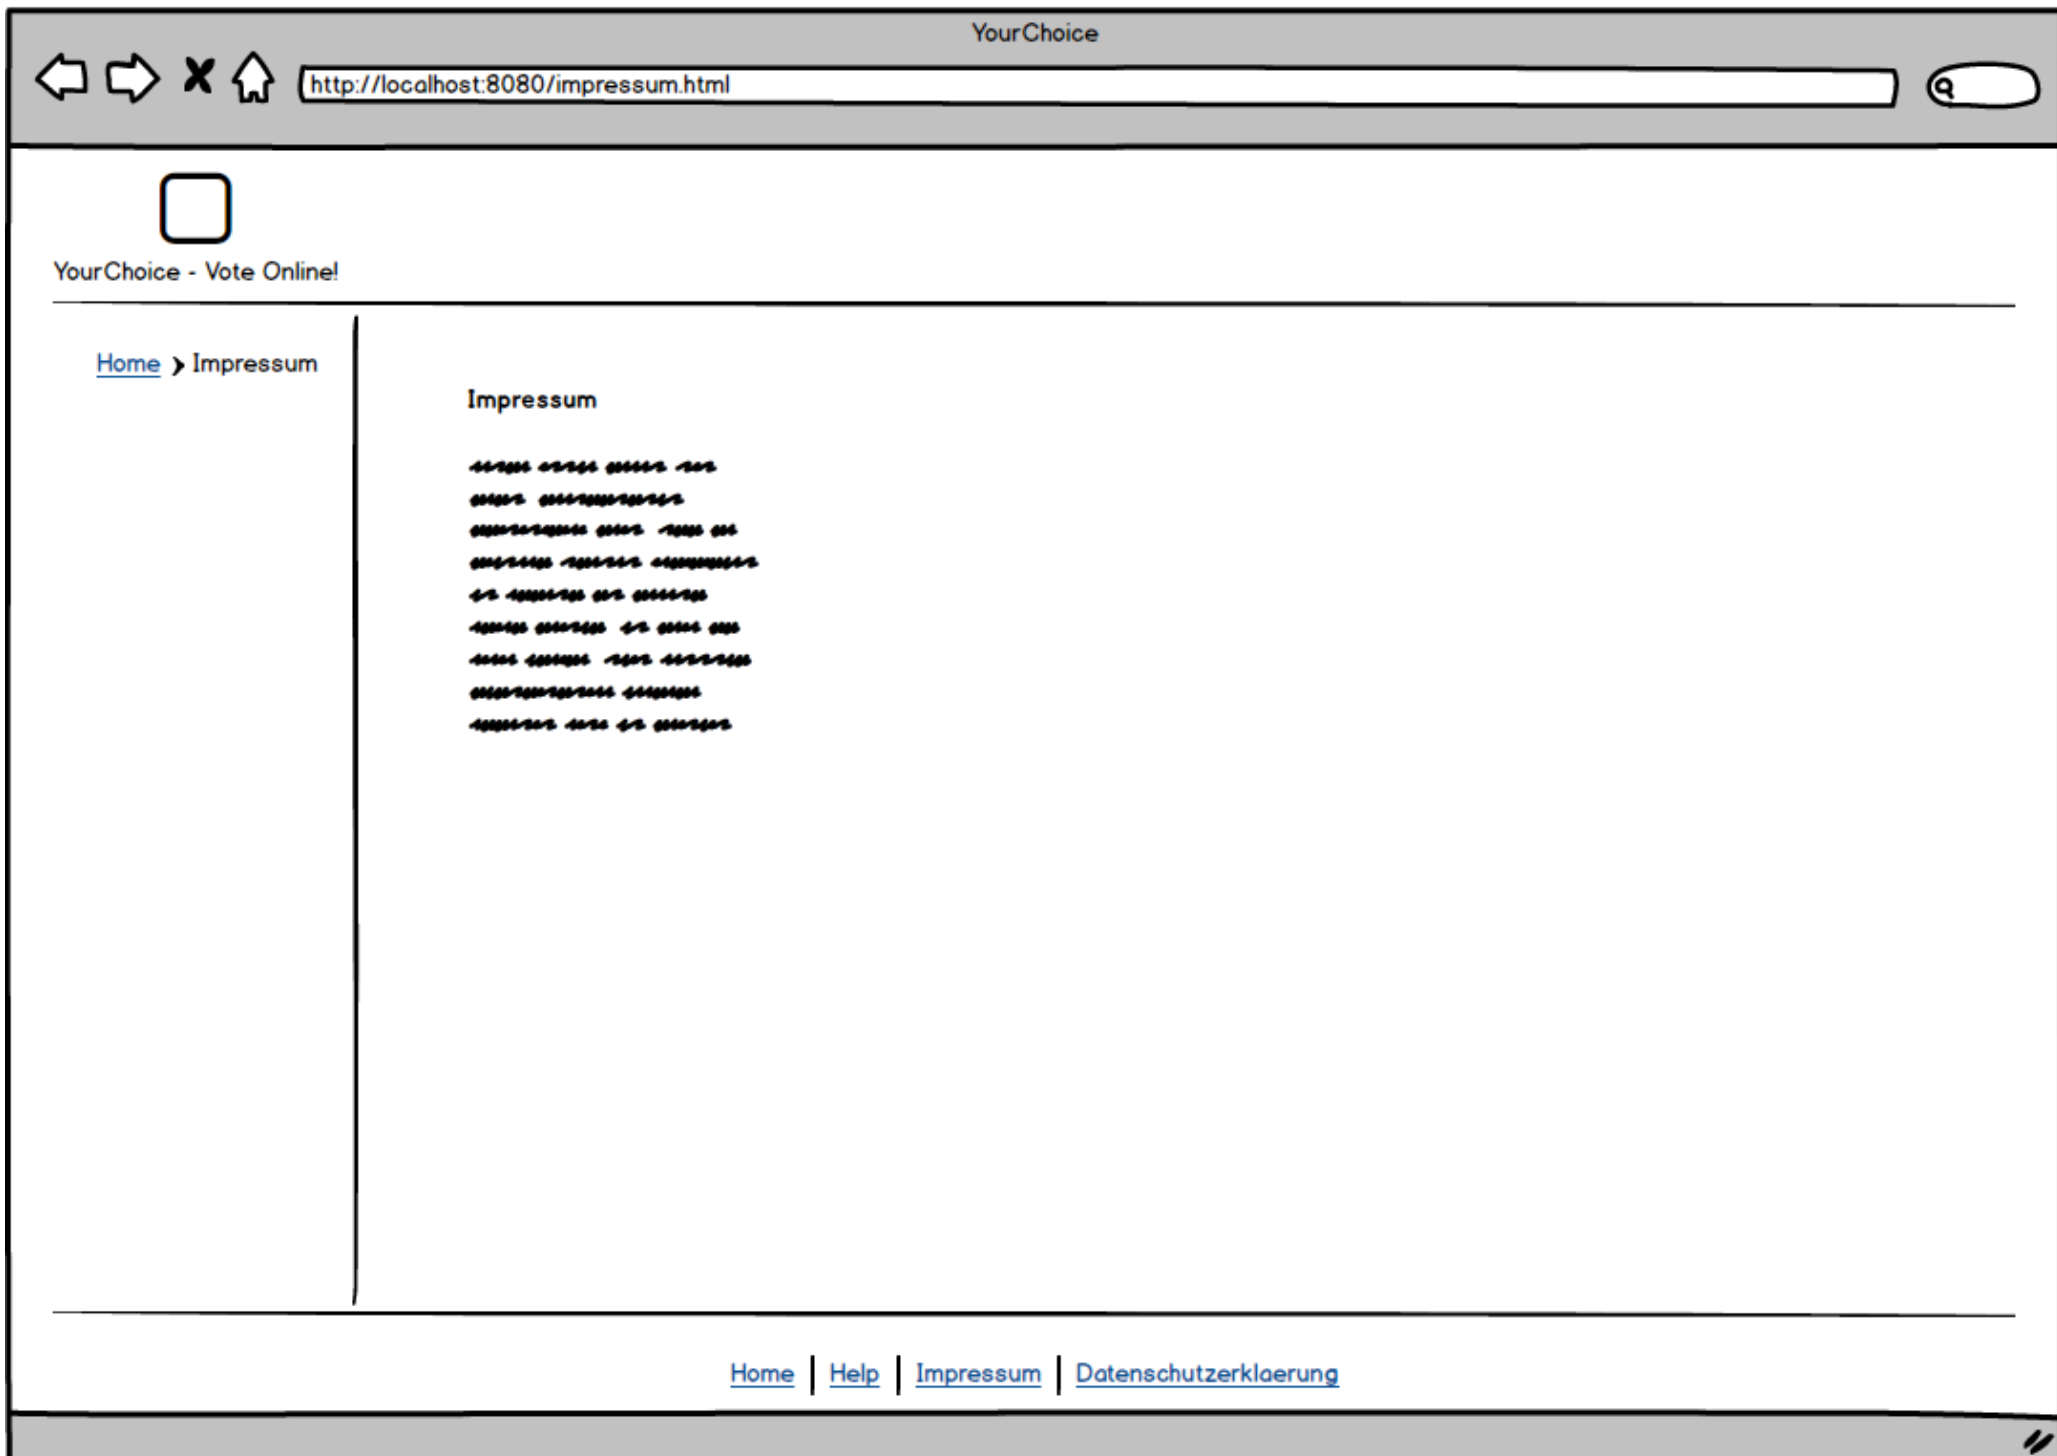 YourChoice
http://localhost:8080/impressum.html
YourChoice - Vote Online!
Home > Impressum
Impressum
Home | Help | Impressum | Datenschutzerklaerung